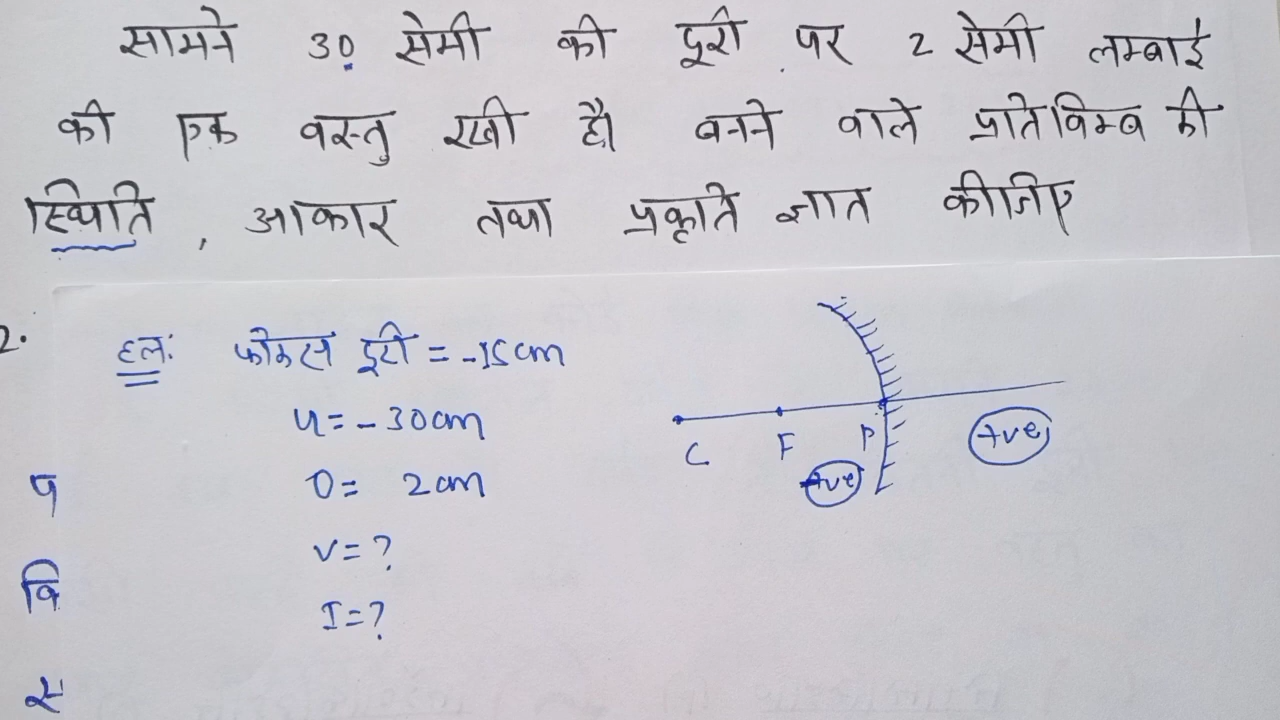 सामने 30 सेमी की दूरी पर 2 सेमी लम्बाई
की एक वस्तु रखी है। बनने वाले प्रतिबिम्ब की
स्थिति, आकार तथा प्रकृति ज्ञात कीजिए
2.
हल: फोकस दूरी = -15cm
u = - 30cm
O = 2cm
v = ?
I = ?
C F P
+ve
प
वि